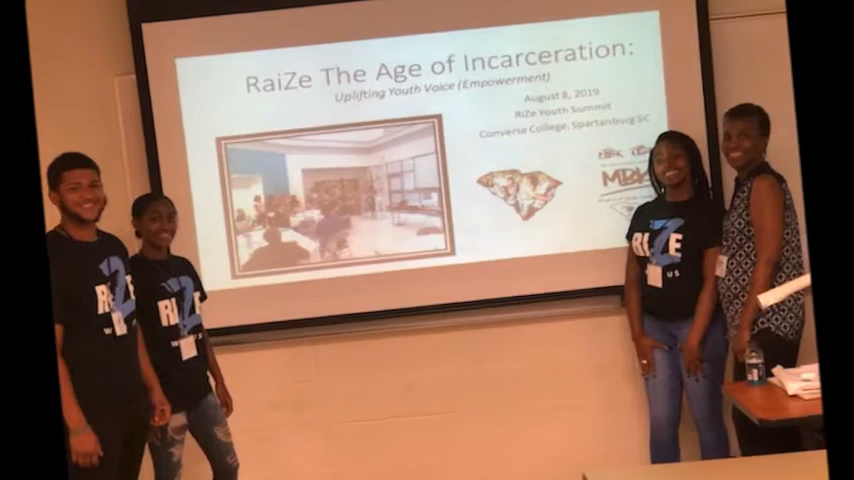 RaiZe The Age of Incarceration:
Uplifting Youth Voice (Empowerment)
August 8, 2019
RiZe Youth Summit
Converse College, Spartanburg SC
MBK
RIZE
RIZE
RIZE
US